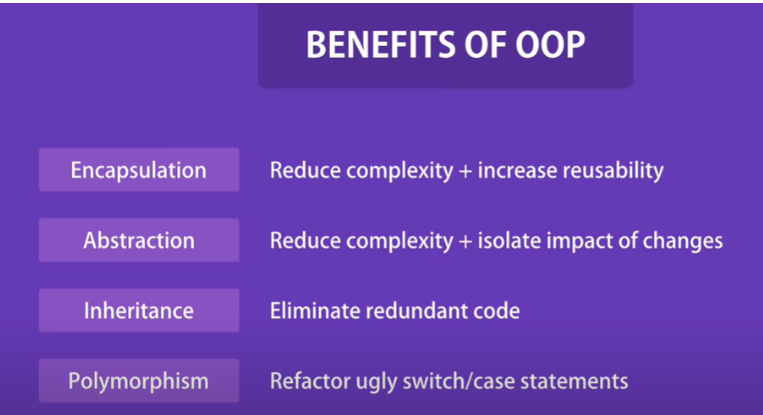 BENEFITS OF OOP
Encapsulation Reduce complexity + increase reusability
Abstraction Reduce complexity + isolate impact of changes
Inheritance Eliminate redundant code
Polymorphism Refactor ugly switch/case statements